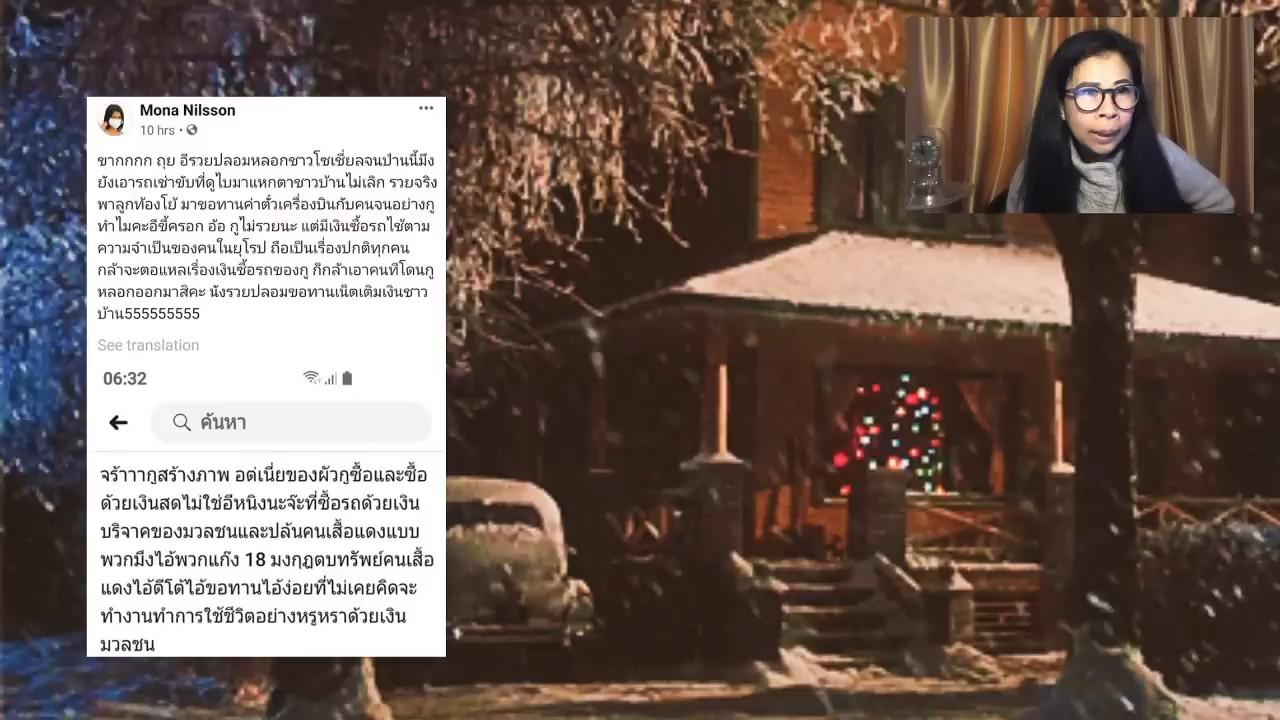 Mona Nilsson
10 hrs
ขากกกก ถุย อีรวยปลอมหลอกชาวโซเชี่ยลจนป่านนี้มึง
ยังเอารถเช่าขับที่ดูไบมาแหกตาชาวบ้านไม่เลิก รวยจริง
พาลูกท้องโย้ มาขอทานค่าตั๋วเครื่องบินกับคนจนอย่างกู
ทำไมคะอีขี้ครอก อ้อ กูไม่รวยนะ แต่มีเงินซื้อรถใช้ตาม
ความจำเป็นของคนในยุโรป ถือเป็นเรื่องปกติทุกคน
กล้าจะตอแหลเรื่องเงินซื้อรถของกู ก็กล้าเอาคนที่โดนกู
หลอกออกมาสิคะ นังรวยปลอมขอทานเน็ตเติมเงินชาว
บ้าน555555555
See translation
06:32
ค้นหา
จร้าาากูสร้างภาพ อต่เนี่ยของผัวกูซื้อและซื้อ
ด้วยเงินสดไม่ใช่อีหนิงนะจ๊ะที่ซื้อรถด้วยเงิน
บริจาคของมวลชนและปล้นคนเสื้อแดงแบบ
พวกมึงไอ้พวกแก๊ง 18 มงกุฎตบทรัพย์คนเสื้อ
แดงไอ้ตีโต้ไอ้ขอทานไอ้ง่อยที่ไม่เคยคิดจะ
ทำงานทำการใช้ชีวิตอย่างหรูหราด้วยเงิน
มวลชน